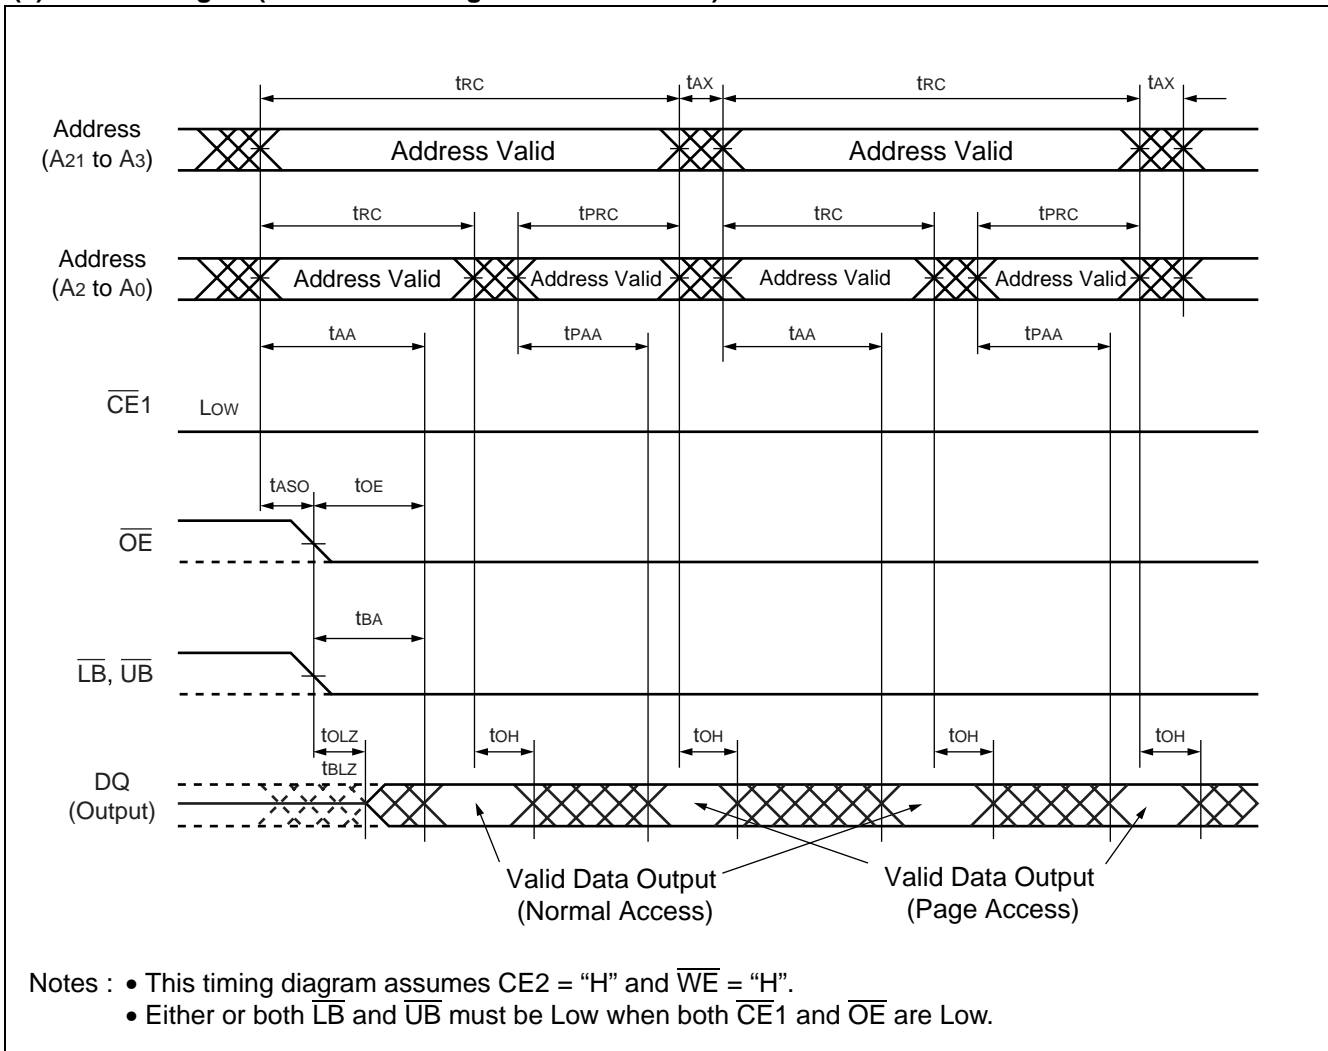 tRC tAX tRC tAX
Address
(A21 to A3)
Address Valid Address Valid
tRC tPRC tRC tPRC
Address
(A2 to A0)
Address Valid Address Valid Address Valid Address Valid
tAA tPAA tAA tPAA
CE1 LOW
tASO tOE
OE
tBA
LB, UB
tOLZ tOH tOH tOH tOH
tBLZ
DQ
(Output)
Valid Data Output
(Normal Access)
Valid Data Output
(Page Access)
Notes : • This timing diagram assumes CE2 = “H” and WE = “H”.
• Either or both LB and UB must be Low when both CE1 and OE are Low.